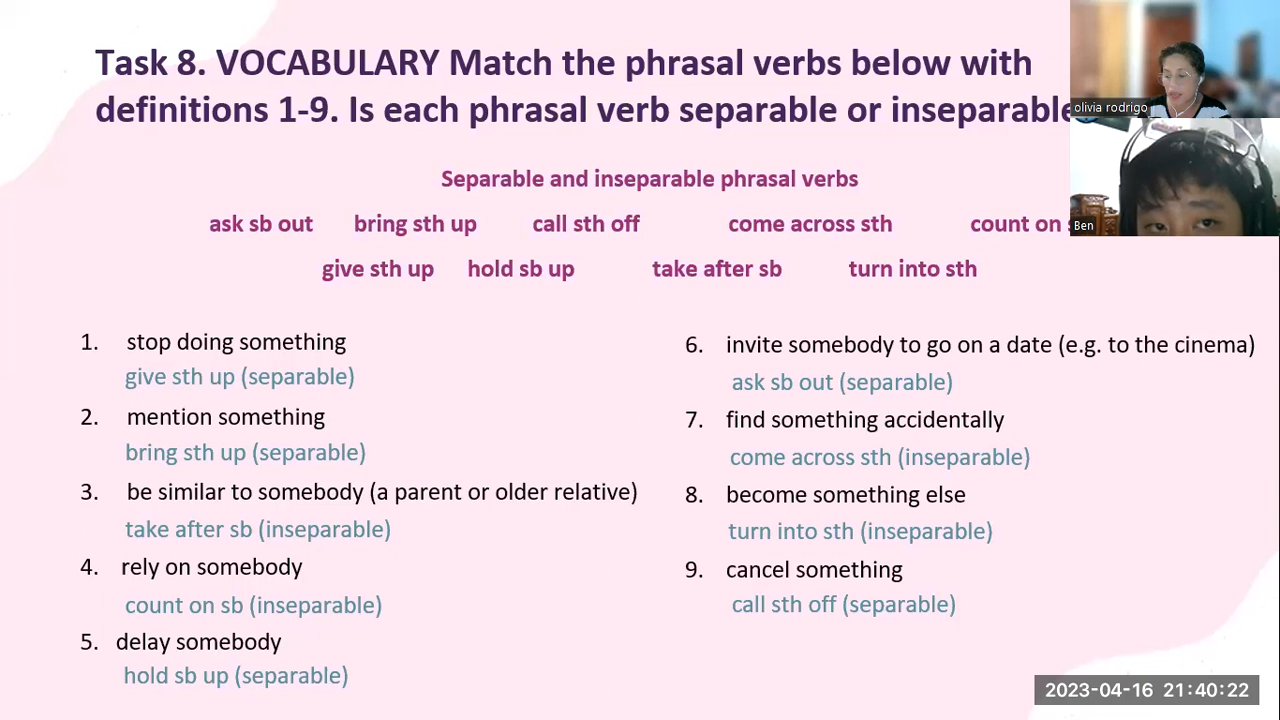 Task 8. VOCABULARY Match the phrasal verbs below with
definitions 1-9. Is each phrasal verb separable or inseparable
olivia rodrigo
Separable and inseparable phrasal verbs
ask sb out bring sth up call sth off come across sth count on
Ben
give sth up hold sb up take after sb turn into sth
1. stop doing something
give sth up (separable)
2. mention something
bring sth up (separable)
3. be similar to somebody (a parent or older relative)
take after sb (inseparable)
4. rely on somebody
count on sb (inseparable)
5. delay somebody
hold sb up (separable)
6. invite somebody to go on a date (e.g. to the cinema)
ask sb out (separable)
7. find something accidentally
come across sth (inseparable)
8. become something else
turn into sth (inseparable)
9. cancel something
call sth off (separable)
2023-04-16 21:40:22